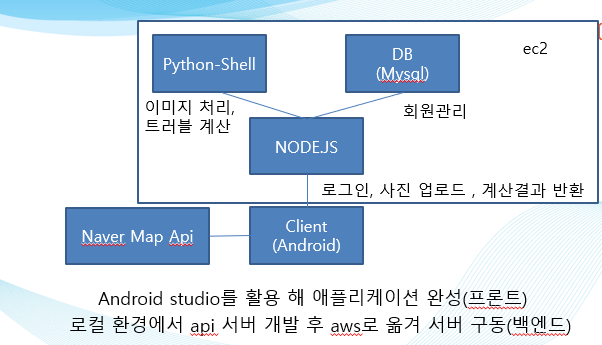 ec2
Python-Shell
DB
(Mysql)
이미지 처리,
트러블 계산
회원관리
NODEJS
로그인, 사진 업로드 , 계산결과 반환
Naver Map Api
Client
(Android)
Android studio를 활용 해 애플리케이션 완성(프론트)
로컬 환경에서 api 서버 개발 후 aws로 옮겨 서버 구동(백엔드)